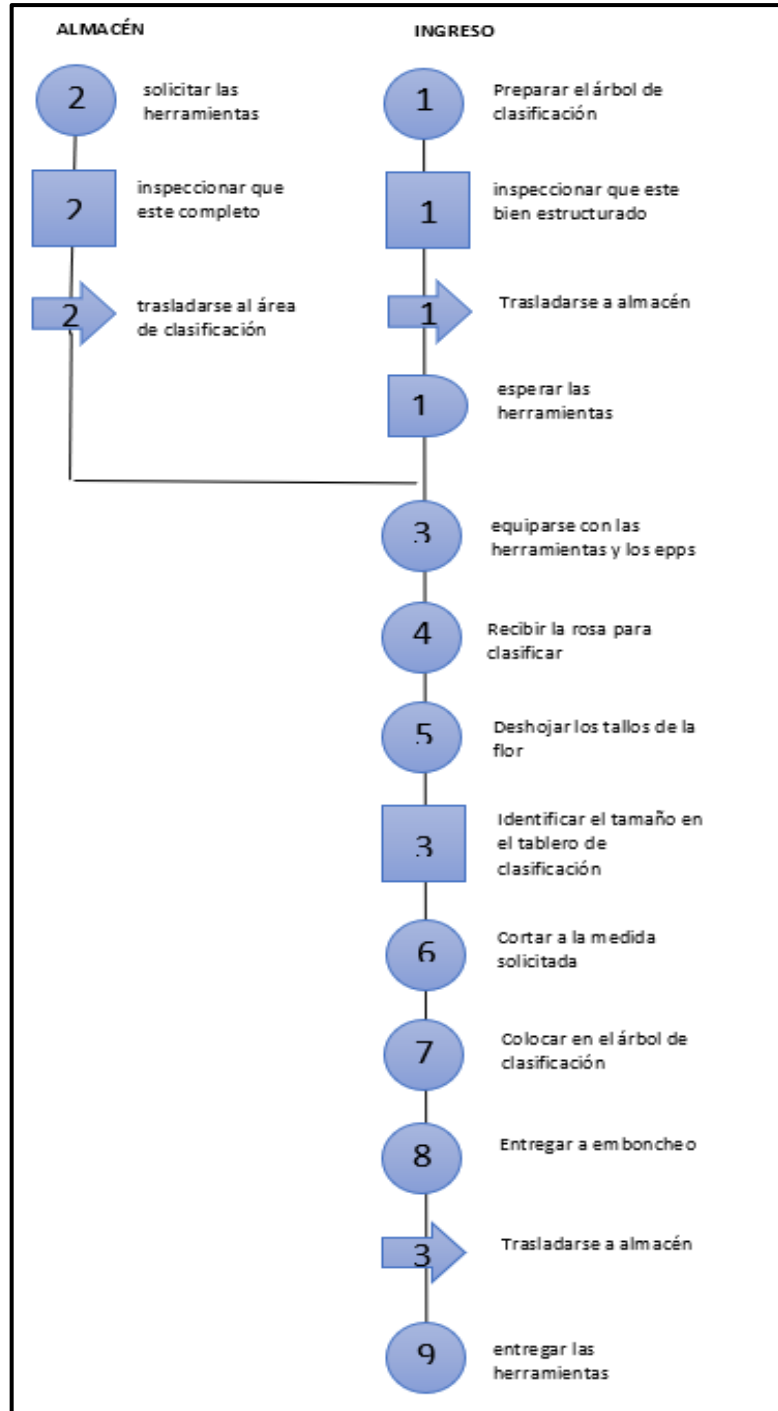 ALMACÉN
2
solicitar las
herramientas
2
inspeccionar que
este completo
2
trasladarse al área
de clasificación
INGRESO
1
Preparar el árbol de
clasificación
1
inspeccionar que este
bien estructurado
1
Trasladarse a almacén
1
esperar las
herramientas
3
equiparse con las
herramientas y los epps
4
Recibir la rosa para
clasificar
5
Deshojar los tallos de la
flor
3
Identificar el tamaño en
el tablero de
clasificación
6
Cortar a la medida
solicitada
7
Colocar en el árbol de
clasificación
8
Entregar a emboncheo
3
Trasladarse a almacén
9
entregar las
herramientas